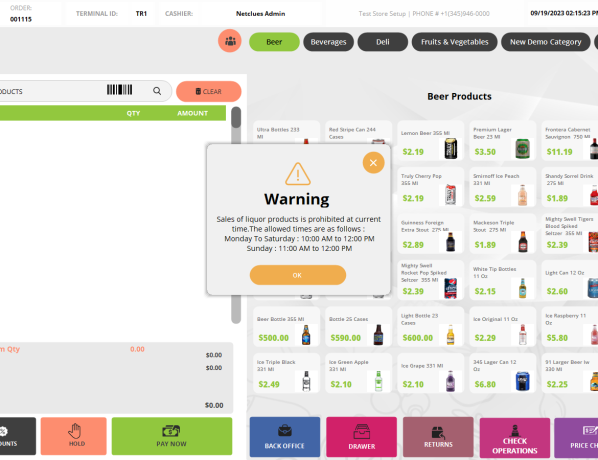 ORDER:
001115
TERMINAL ID: TR1
CASHIER: Netclues Admin
Test Store Setup | PHONE # +1(345)946-0000
09/19/2023 02:15:23 PM
Beer
Beverages
Deli
Fruits & Vegetables
New Demo Category
ODUCTS
CLEAR
QTY AMOUNT
Beer Products
Ultra Bottles 233
Ml
Red Stripe Can 244
Cases
Lemon Beer 355 Ml
$2.19
Premium Lager
Beer 23 Ml
$3.50
Frontera Cabernet
Sauvignon 750 Ml
$11.19
Truly Cherry Pop
355 Ml
$2.19
Smirnoff Ice Peach
331 Ml
$2.59
Shandy Sorrel Drink
275 Ml
$1.89
Guinness Foreign
Extra Stout 275 Ml
$2.89
Mackeson Triple
Stout 275 Ml
$1.89
Mighty Swell Tigers
Blood Spiked
Seltzer 355 Ml
$2.39
Mighty Swell
Rocket Pop Spiked
Seltzer 355 Ml
$2.39
White Tip Bottles
11 Oz
$2.15
Light Can 12 Oz
$2.60
Warning
Sales of liquor products is prohibited at current
time.The allowed times are as follows :
Monday To Saturday : 10:00 AM to 12:00 PM
Sunday : 11:00 AM to 12:00 PM
OK
Beer Bottle 355 Ml
$500.00
Bottle 25 Cases
$590.00
Light Bottle 23
Cases
$600.00
Ice Original 11 Oz
$2.29
Ice Raspberry 11
Oz
$5.80
Ice Triple Black
331 Ml
$2.49
Ice Green Apple
331 Ml
$2.10
Ice Grape 331 Ml
$2.10
345 Lager Can 12
Oz
$6.80
91 Larger Beer Iw
330 Ml
$2.25
m Qty 0.00
$0.00
$0.00
$0.00
OUNTS
HOLD
PAY NOW
BACK OFFICE
DRAWER
RETURNS
CHECK
OPERATIONS
PRICE CH